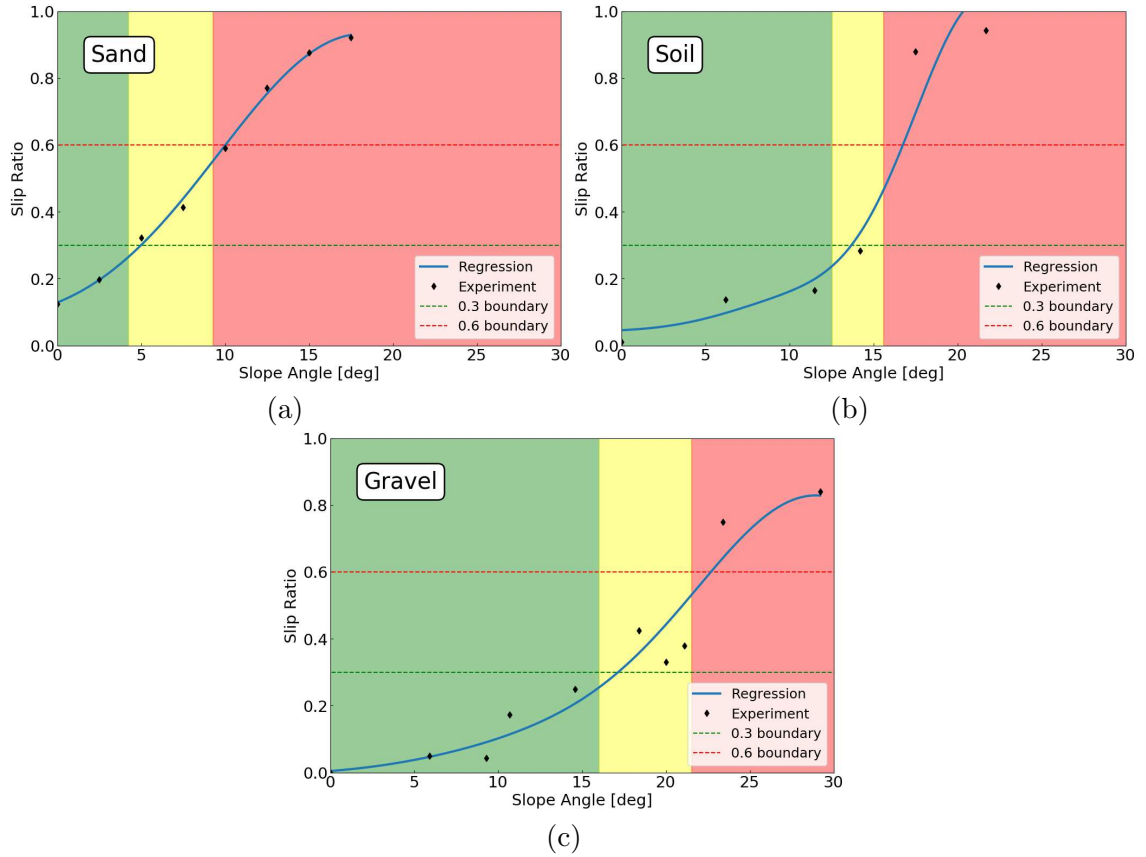 Sand
Slip Ratio
1.0
0.8
0.6
0.4
0.2
0.0
Regression
Experiment
0.3 boundary
0.6 boundary
0 5 10 15 20 25 30
Slope Angle [deg]
(a)
Soil
Slip Ratio
1.0
0.8
0.6
0.4
0.2
0.0
Regression
Experiment
0.3 boundary
0.6 boundary
0 5 10 15 20 25 30
Slope Angle [deg]
(b)
Gravel
Slip Ratio
1.0
0.8
0.6
0.4
0.2
0.0
Regression
Experiment
0.3 boundary
0.6 boundary
0 5 10 15 20 25 30
Slope Angle [deg]
(c)